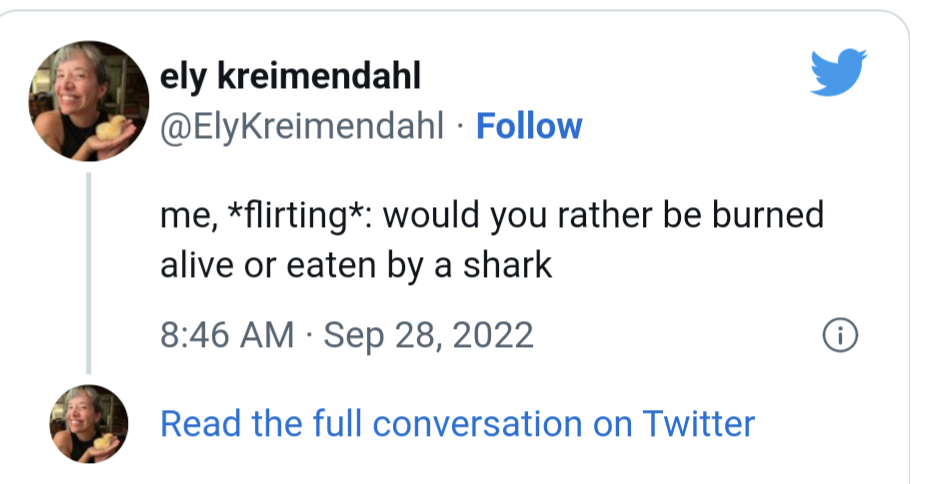 ely kreimendahl
@ElyKreimendahl · Follow
me, *flirting*: would you rather be burned
alive or eaten by a shark
8:46 AM · Sep 28, 2022
Read the full conversation on Twitter